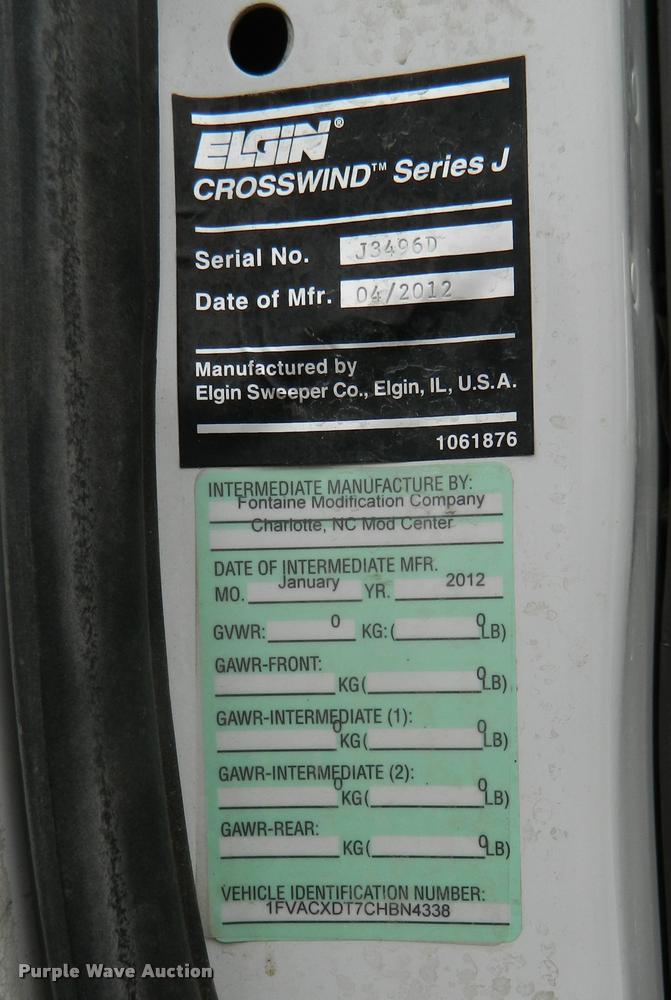 ELGIN®
CROSSWIND™ Series J
Serial No. J3496D
Date of Mfr. 04/2012
Manufactured by
Elgin Sweeper Co., Elgin, IL, U.S.A.
1061876
INTERMEDIATE MANUFACTURE BY:
Fontaine Modification Company
Charlotte, NC Mod Center
DATE OF INTERMEDIATE MFR.
MO. January YR. 2012
GVWR: 0 KG: ( 0 LB)
GAWR-FRONT:
KG( 0 LB)
GAWR-INTERMEDIATE (1):
0 KG( 0 LB)
GAWR-INTERMEDIATE (2):
0 KG( 0 LB)
GAWR-REAR:
KG( 0 LB)
VEHICLE IDENTIFICATION NUMBER:
1FVACXDT7CHBN4338
Purple Wave Auction